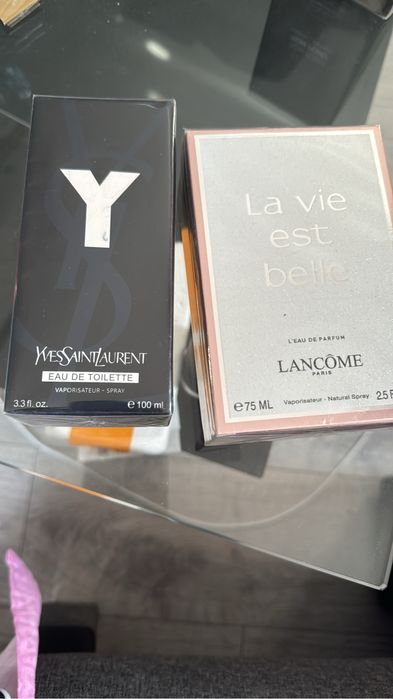 Y
YVESSAINTLAURENT
EAU DE TOILETTE
VAPORISATEUR - SPRAY
3.3 fl. oz. e 100 ml
La vie
est
belle
L'EAU DE PARFUM
LANCÔME
PARIS
e 75 ML Vaporisateur - Natural Spray 2.5 F